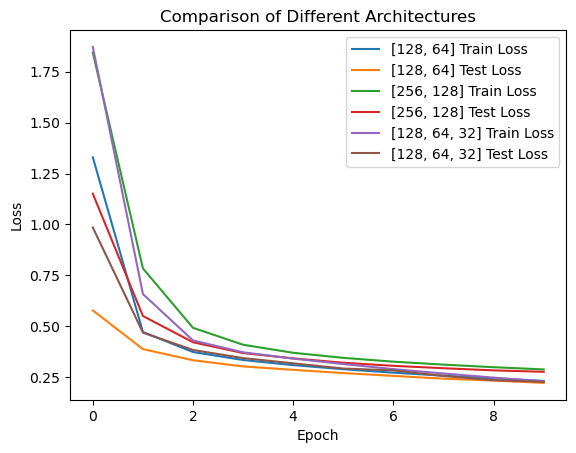 Comparison of Different Architectures
[128, 64] Train Loss
[128, 64] Test Loss
[256, 128] Train Loss
[256, 128] Test Loss
[128, 64, 32] Train Loss
[128, 64, 32] Test Loss
Loss
1.75
1.50
1.25
1.00
0.75
0.50
0.25
0 2 4 6 8
Epoch